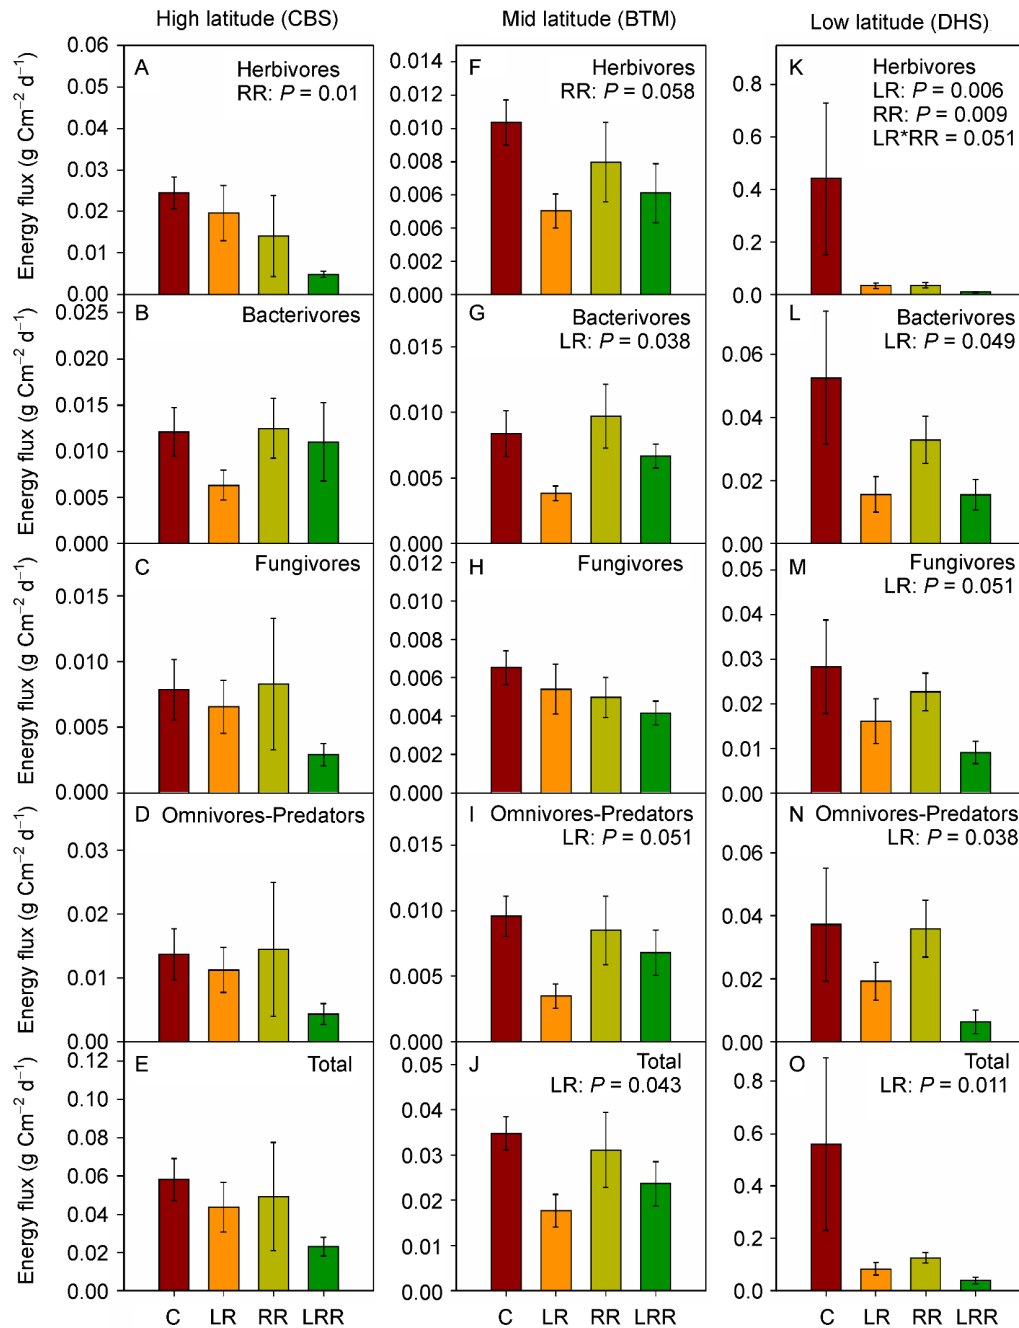 High latitude (CBS)
Mid latitude (BTM)
Low latitude (DHS)
Energy flux (g Cm⁻² d⁻¹)
0.06
0.05
0.04
0.03
0.02
0.01
0.00
A
Herbivores
RR: P = 0.01
0.014
0.012
0.010
0.008
0.006
0.004
0.002
0.000
F
Herbivores
RR: P = 0.058
0.8
0.6
0.4
0.2
0.0
K
Herbivores
LR: P = 0.006
RR: P = 0.009
LR*RR = 0.051
Energy flux (g Cm⁻² d⁻¹)
0.025
0.020
0.015
0.010
0.005
0.000
B
Bacterivores
0.015
0.010
0.005
0.000
G
Bacterivores
LR: P = 0.038
0.06
0.04
0.02
0.00
L
Bacterivores
LR: P = 0.049
Energy flux (g Cm⁻² d⁻¹)
0.015
0.010
0.005
0.000
C
Fungivores
0.012
0.010
0.008
0.006
0.004
0.002
0.000
H
Fungivores
0.05
0.04
0.03
0.02
0.01
0.00
M
Fungivores
LR: P = 0.051
Energy flux (g Cm⁻² d⁻¹)
0.03
0.02
0.01
0.00
D
Omnivores-Predators
0.015
0.010
0.005
0.000
I
Omnivores-Predators
LR: P = 0.051
0.06
0.04
0.02
0.00
N
Omnivores-Predators
LR: P = 0.038
Energy flux (g Cm⁻² d⁻¹)
0.12
0.10
0.08
0.06
0.04
0.02
0.00
E
Total
0.05
0.04
0.03
0.02
0.01
0.00
J
Total
LR: P = 0.043
0.8
0.6
0.4
0.2
0.0
O
Total
LR: P = 0.011
C LR RR LRR
C LR RR LRR
C LR RR LRR